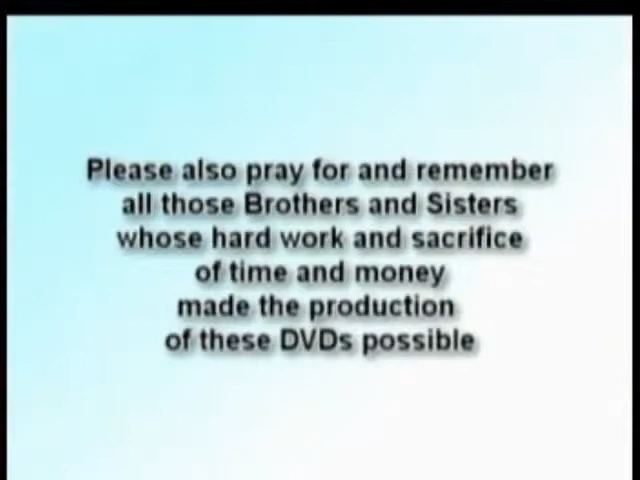 Please also pray for and remember
all those Brothers and Sisters
whose hard work and sacrifice
of time and money
made the production
of these DVDs possible